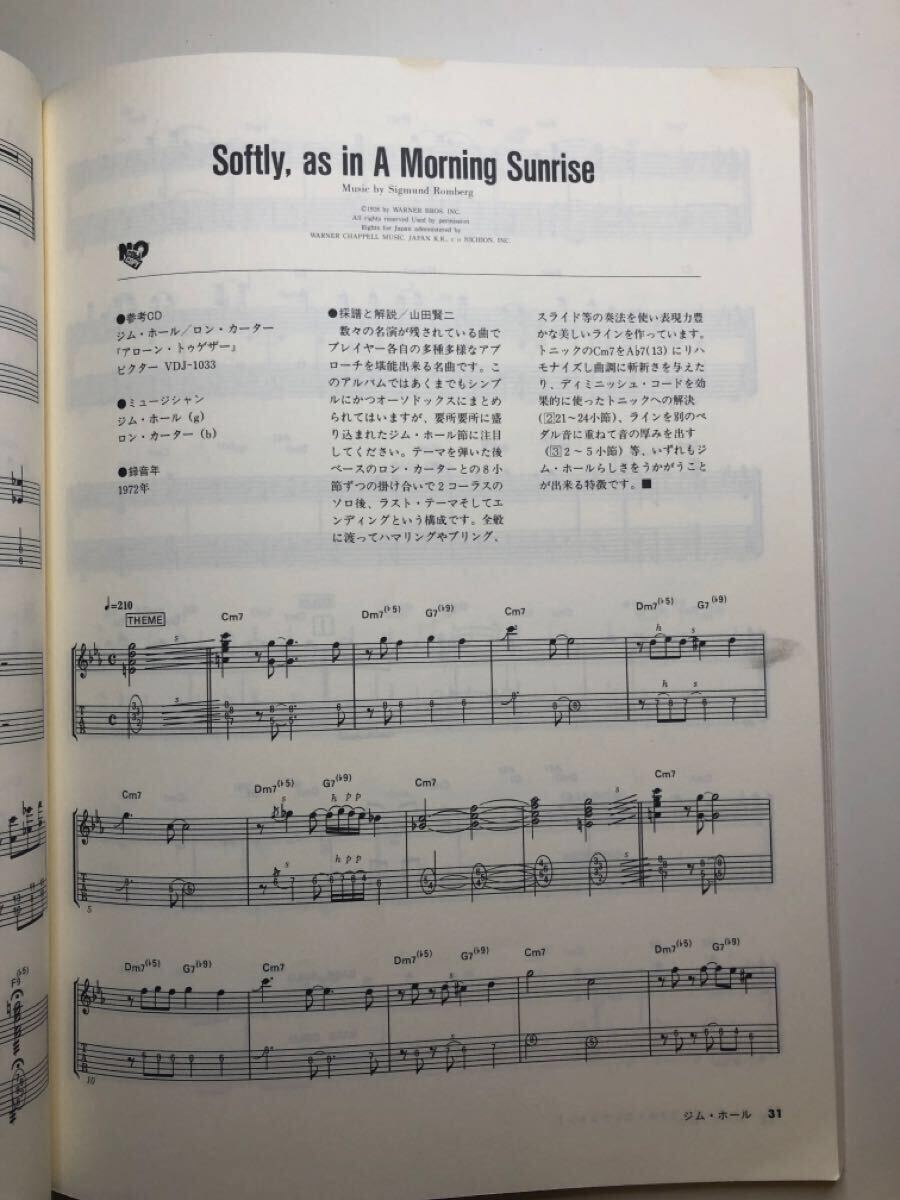 Softly, as in A Morning Sunrise
Music by Sigmund Romberg
©1928 by WARNER BROS. INC.
All rights reserved Used by permission
Rights for Japan administered by
WARNER CHAPPELL MUSIC, JAPAN K.K., c/o NICHION, INC.
●参考CD
ジム・ホール/ロン・カーター
『アローン・トゥゲザー』
ビクター VDJ-1033
●ミュージシャン
ジム・ホール (g)
ロン・カーター (b)
●録音年
1972年
●採譜と解説/山田賢二
数々の名演が残されている曲で
プレイヤー各自の多種多様なアプ
ローチを堪能出来る名曲です。こ
のアルバムではあくまでもシンプ
ルにかつオーソドックスにまとめ
られてはいますが、要所要所に盛
り込まれたジム・ホール節に注目
してください。テーマを弾いた後
ベースのロン・カーターとの8小
節ずつの掛け合いで2コーラスの
ソロ後、ラスト・テーマそしてエ
ンディングという構成です。全般
に渡ってハマリングやプリング、
スライド等の奏法を使い表現力豊
かな美しいラインを作っています。
トニックのCm7をA♭7(13)にリハ
モナイズし曲調に斬新さを与えた
り、ディミニッシュ・コードを効
果的に使ったトニックへの解決
(2 21〜24小節)、ラインを別のペ
ダル音に重ねて音の厚みを出す
(3 2〜5小節)等、いずれもジ
ム・ホールらしさをうかがうこと
が出来る特徴です。■
♩=210
THEME
Cm7 Dm7(♭5) G7(♭9) Cm7 Dm7(♭5) G7(♭9)
Cm7 Dm7(♭5) G7(♭9) Cm7 Cm7
5
Dm7(♭5) G7(♭9) Cm7 Dm7(♭5) G7(♭9) Cm7 Dm7(♭5) G7(♭9)
10
ジム・ホール 31